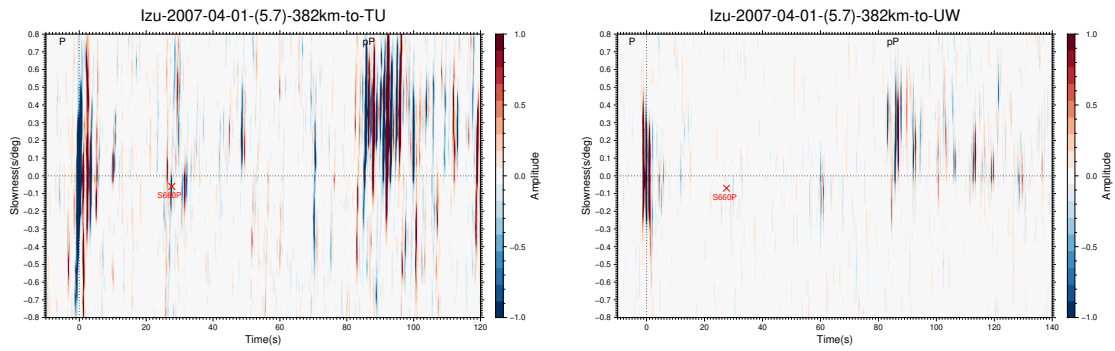 Izu-2007-04-01-(5.7)-382km-to-TU
P
pP
0.8
0.7
0.6
0.5
0.4
0.3
0.2
0.1
0.0
−0.1
−0.2
−0.3
−0.4
−0.5
−0.6
−0.7
−0.8
Slowness(s/deg)
S660P
0 20 40 60 80 100 120
Time(s)
1.0
0.5
0.0
−0.5
−1.0
Amplitude
Izu-2007-04-01-(5.7)-382km-to-UW
P
pP
0.8
0.7
0.6
0.5
0.4
0.3
0.2
0.1
0.0
−0.1
−0.2
−0.3
−0.4
−0.5
−0.6
−0.7
−0.8
Slowness(s/deg)
S660P
0 20 40 60 80 100 120 140
Time(s)
1.0
0.5
0.0
−0.5
−1.0
Amplitude